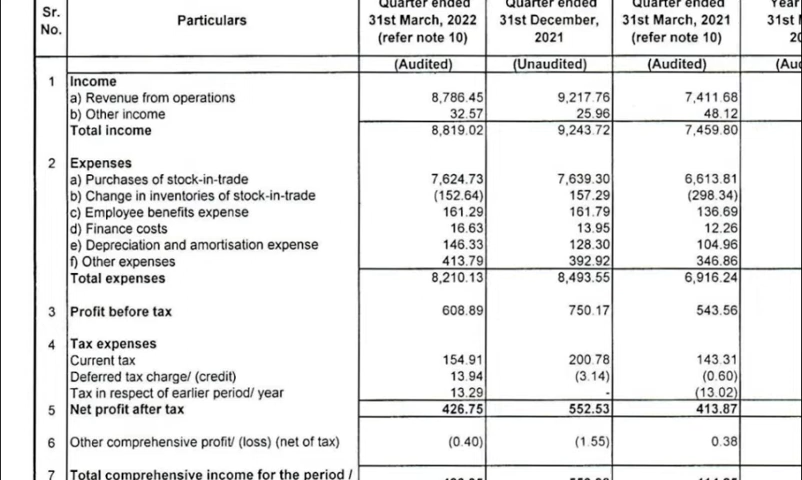 Sr. No. Particulars Quarter ended 31st March, 2022 (refer note 10) Quarter ended 31st December, 2021 Quarter ended 31st March, 2021 (refer note 10) Year
(Audited) (Unaudited) (Audited)
1 Income
a) Revenue from operations 8,786.45 9,217.76 7,411.68
b) Other income 32.57 25.96 48.12
Total income 8,819.02 9,243.72 7,459.80
2 Expenses
a) Purchases of stock-in-trade 7,624.73 7,639.30 6,613.81
b) Change in inventories of stock-in-trade (152.64) 157.29 (298.34)
c) Employee benefits expense 161.29 161.79 136.69
d) Finance costs 16.63 13.95 12.26
e) Depreciation and amortisation expense 146.33 128.30 104.96
f) Other expenses 413.79 392.92 346.86
Total expenses 8,210.13 8,493.55 6,916.24
3 Profit before tax 608.89 750.17 543.56
4 Tax expenses
Current tax 154.91 200.78 143.31
Deferred tax charge/ (credit) 13.94 (3.14) (0.60)
Tax in respect of earlier period/ year 13.29 - (13.02)
5 Net profit after tax 426.75 552.53 413.87
6 Other comprehensive profit/ (loss) (net of tax) (0.40) (1.55) 0.38
7 Total comprehensive income for the period /